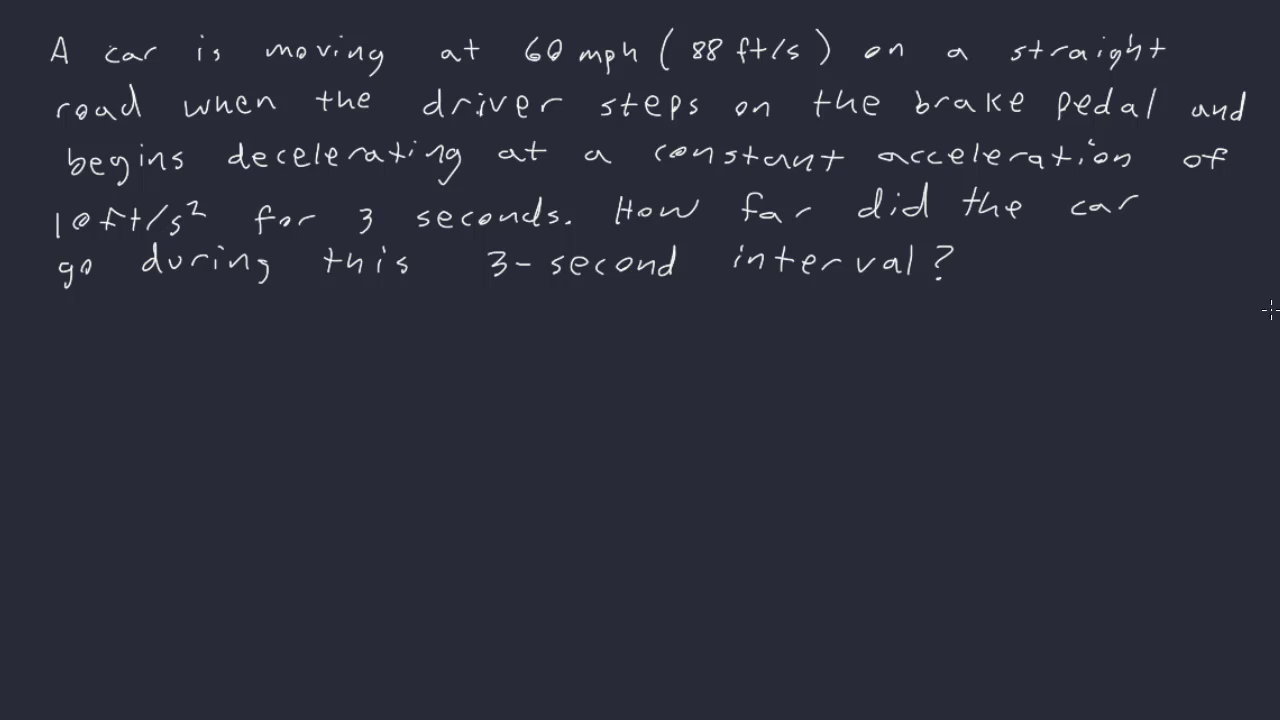 A car is moving at 60 mph (88 ft/s) on a straight
road when the driver steps on the brake pedal and
begins decelerating at a constant acceleration of
10ft/s² for 3 seconds. How far did the car
go during this 3-second interval?